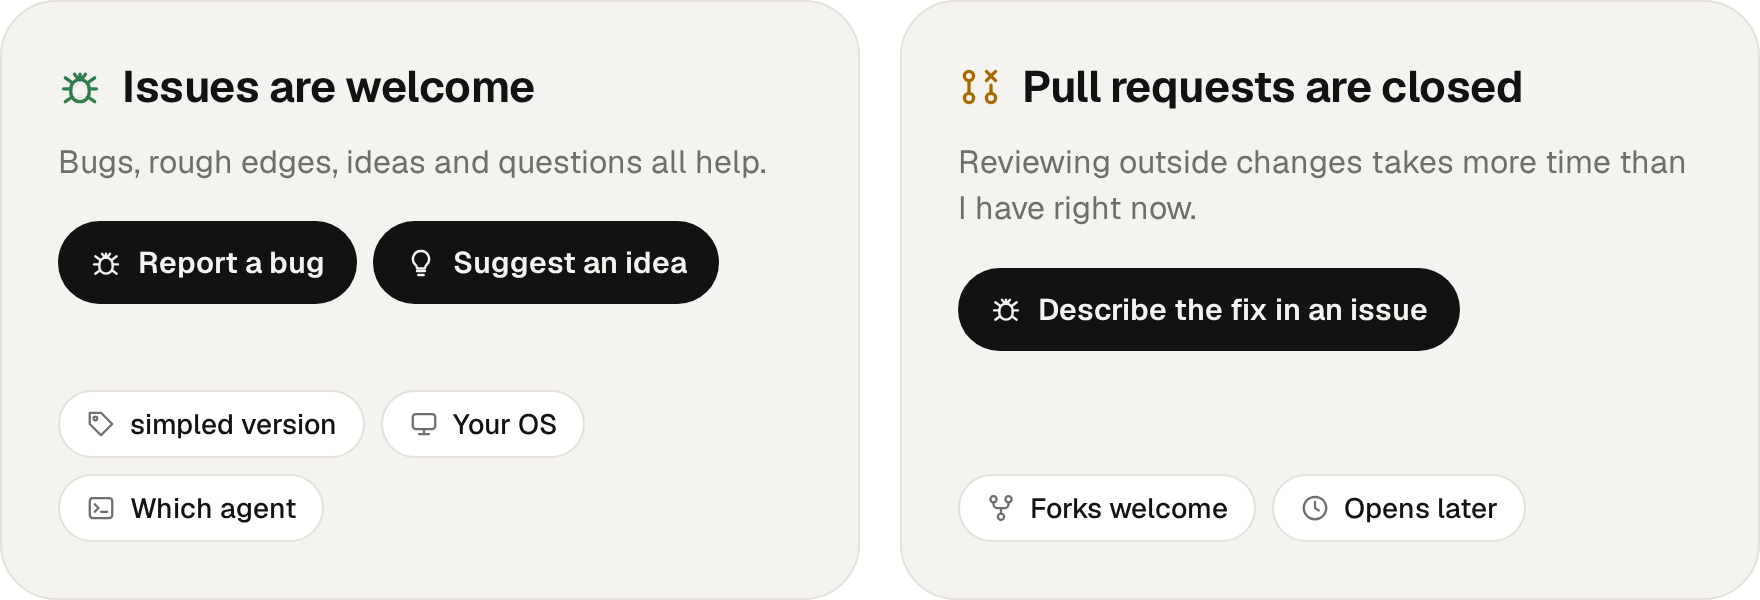 Issues are welcome
Bugs, rough edges, ideas and questions all help.
Report a bug
Suggest an idea
simpled version
Your OS
Which agent
Pull requests are closed
Reviewing outside changes takes more time than
I have right now.
Describe the fix in an issue
Forks welcome
Opens later